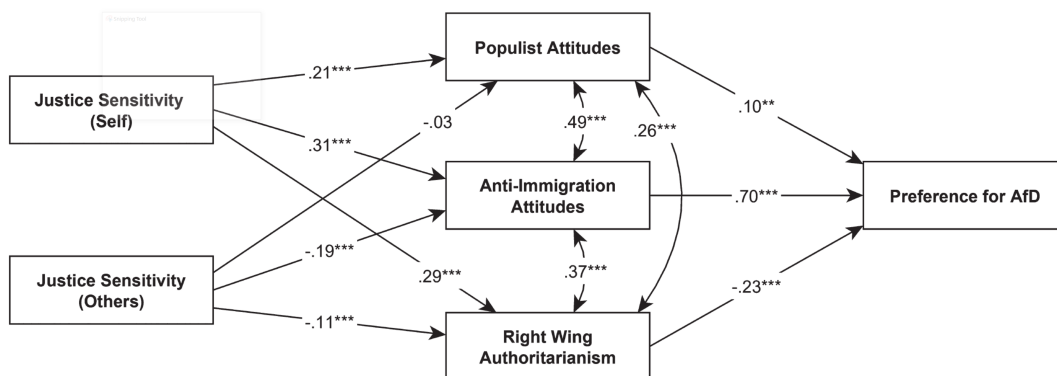 Populist Attitudes
.21***
Justice Sensitivity
(Self)
-.03
.49***
.26***
.10**
.31***
Anti-Immigration
Attitudes
.70***
Preference for AfD
-.19***
Justice Sensitivity
(Others)
.29***
.37***
-.23***
-.11***
Right Wing
Authoritarianism